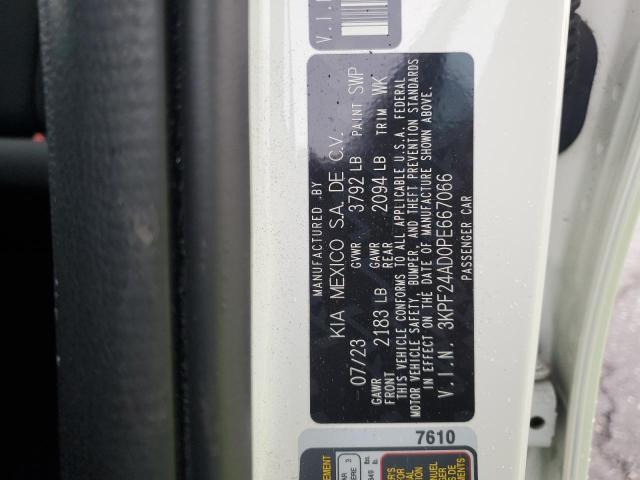 V.I.N
MANUFACTURED BY
KIA MEXICO S.A. DE C.V.
07/23 GVWR 3792 LB PAINT SWP
GAWR FRONT 2183 LB GAWR REAR 2094 LB TRIM WK
THIS VEHICLE CONFORMS TO ALL APPLICABLE U.S.A. FEDERAL
MOTOR VEHICLE SAFETY, BUMPER, AND THEFT PREVENTION STANDARDS
IN EFFECT ON THE DATE OF MANUFACTURE SHOWN ABOVE.
V.I.N. 3KPF24AD0PE667066
PASSENGER CAR
7610